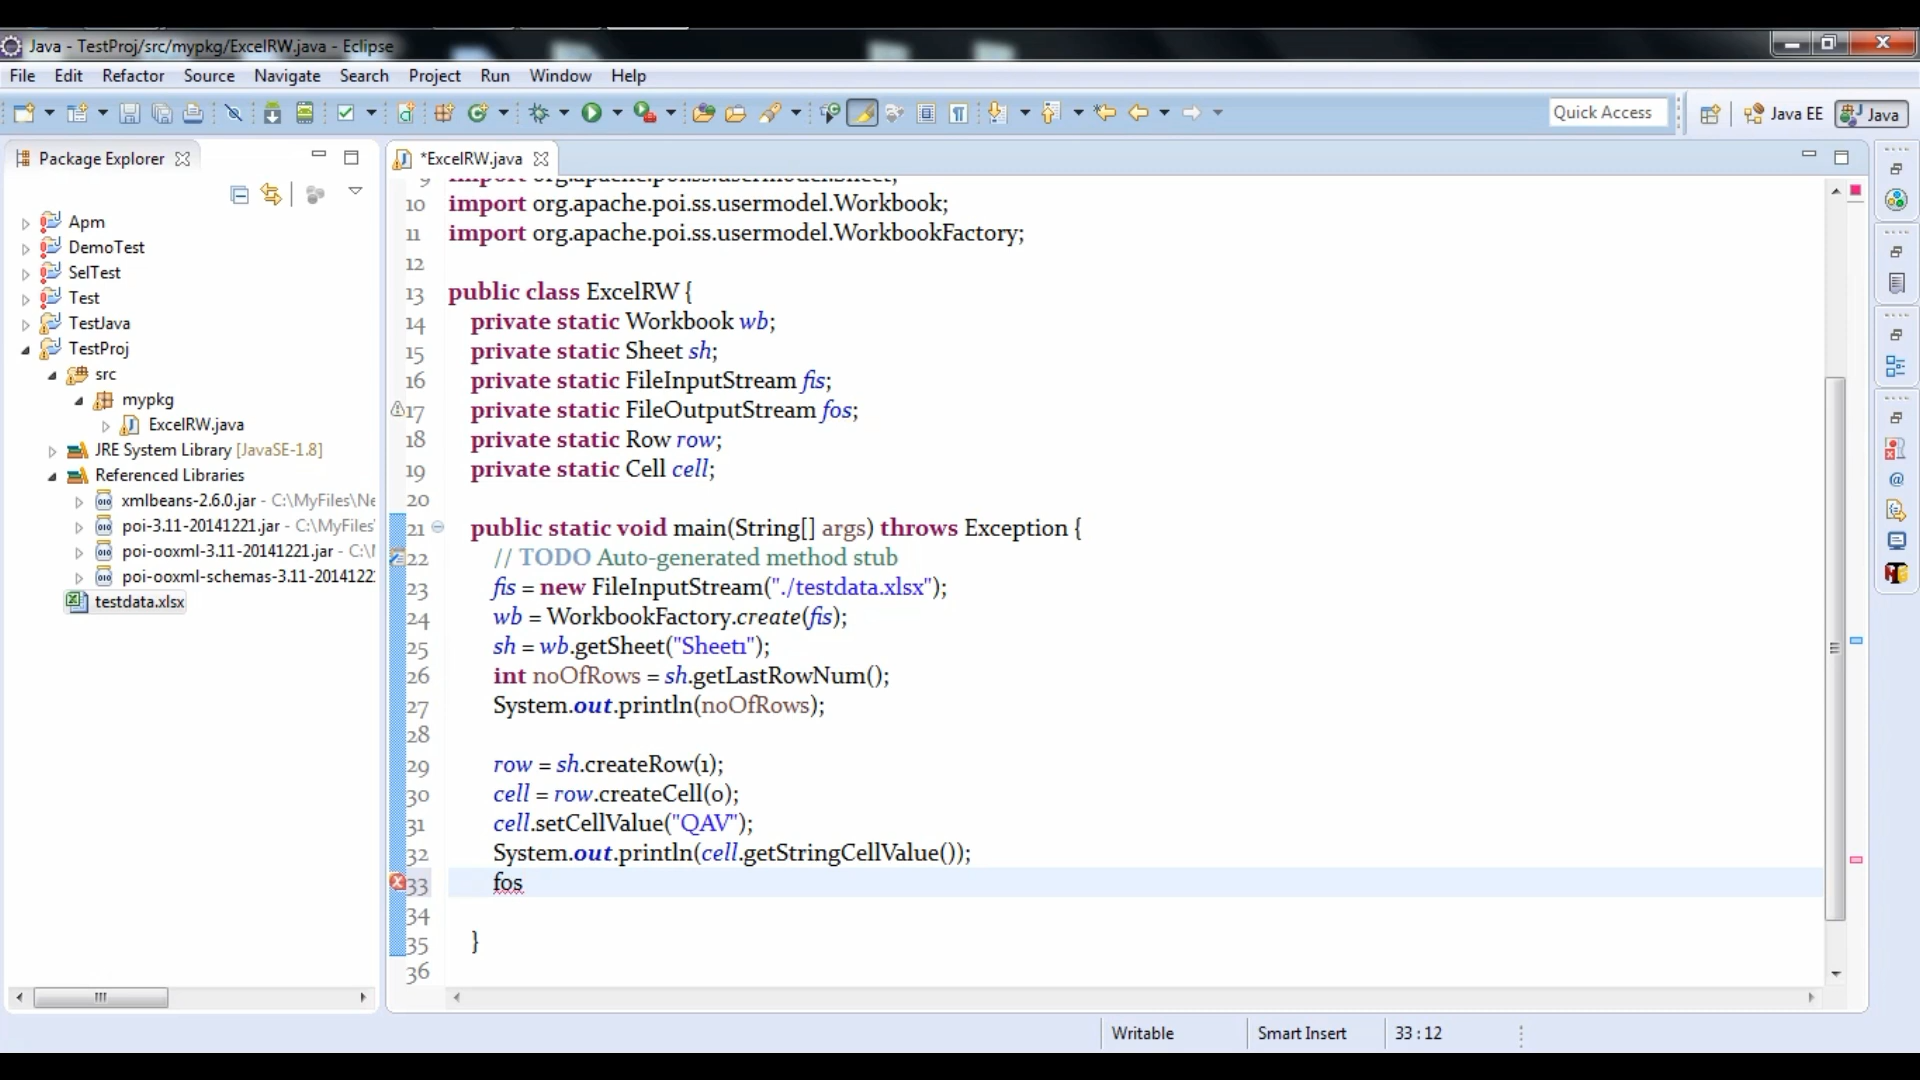 Java - TestProj/src/mypkg/ExcelRW.java - Eclipse
File Edit Refactor Source Navigate Search Project Run Window Help
Quick Access
Java EE
Java
Package Explorer
Apm
DemoTest
SelTest
Test
TestJava
TestProj
src
mypkg
ExcelRW.java
JRE System Library [JavaSE-1.8]
Referenced Libraries
xmlbeans-2.6.0.jar - C:\MyFiles\Ne
poi-3.11-20141221.jar - C:\MyFiles
poi-ooxml-3.11-20141221.jar - C:\
poi-ooxml-schemas-3.11-2014122
testdata.xlsx
*ExcelRW.java
9 import org.apache.poi.ss.usermodel.Sheet;
10 import org.apache.poi.ss.usermodel.Workbook;
11 import org.apache.poi.ss.usermodel.WorkbookFactory;
12
13 public class ExcelRW {
14 private static Workbook wb;
15 private static Sheet sh;
16 private static FileInputStream fis;
17 private static FileOutputStream fos;
18 private static Row row;
19 private static Cell cell;
20
21 public static void main(String[] args) throws Exception {
22 // TODO Auto-generated method stub
23 fis = new FileInputStream("./testdata.xlsx");
24 wb = WorkbookFactory.create(fis);
25 sh = wb.getSheet("Sheet1");
26 int noOfRows = sh.getLastRowNum();
27 System.out.println(noOfRows);
28
29 row = sh.createRow(1);
30 cell = row.createCell(0);
31 cell.setCellValue("QAV");
32 System.out.println(cell.getStringCellValue());
33 fos
34
35 }
36
Writable
Smart Insert
33 : 12